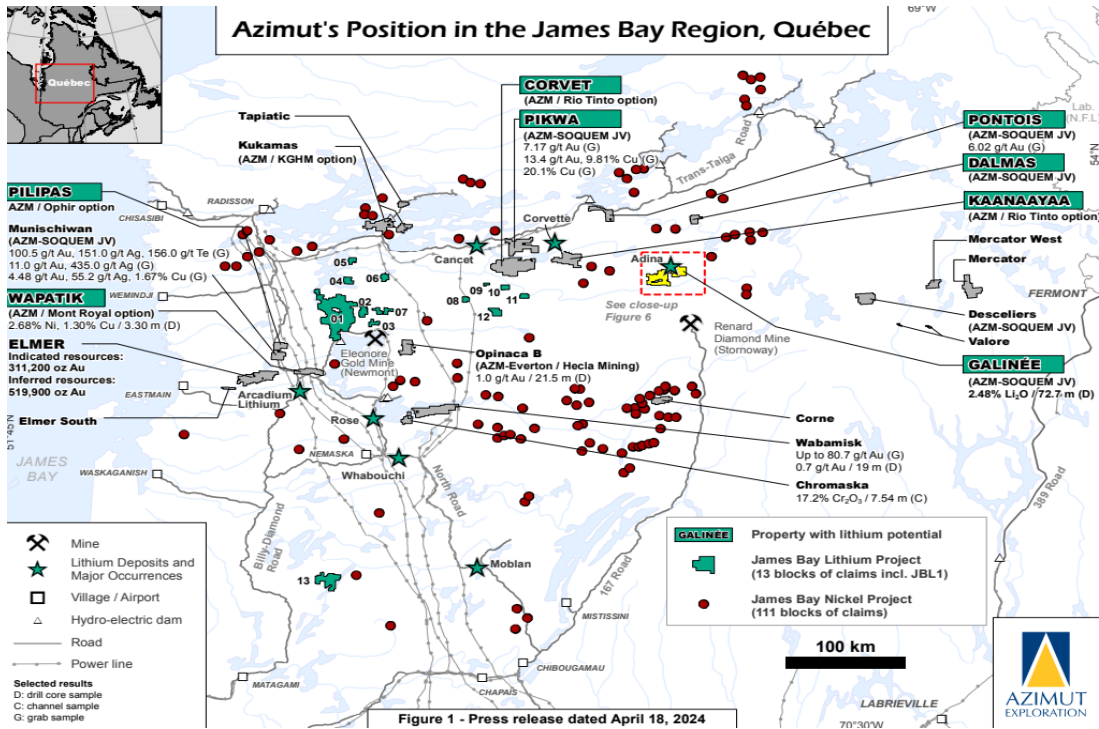 Azimut's Position in the James Bay Region, Québec
69°W
Québec
CORVET
(AZM / Rio Tinto option)
PIKWA
(AZM-SOQUEM JV)
7.17 g/t Au (G)
13.4 g/t Au, 9.81% Cu (G)
20.1% Cu (G)
Tapiatic
Kukamas
(AZM / KGHM option)
Trans-Taiga Road
Lab.
(N.F.L)
54°N
PONTOIS
(AZM-SOQUEM JV)
6.02 g/t Au (G)
DALMAS
(AZM-SOQUEM JV)
KAANAAYAA
(AZM / Rio Tinto option)
PILIPAS
AZM / Ophir option
CHISASIBI
RADISSON
Munischiwan
(AZM-SOQUEM JV)
100.5 g/t Au, 151.0 g/t Ag, 156.0 g/t Te (G)
11.0 g/t Au, 435.0 g/t Ag (G)
4.48 g/t Au, 55.2 g/t Ag, 1.67% Cu (G)
WAPATIK
WEMINDJI
(AZM / Mont Royal option)
2.68% Ni, 1.30% Cu / 3.30 m (D)
ELMER
Indicated resources:
311,200 oz Au
Inferred resources:
519,900 oz Au
EASTMAIN
Elmer South
Arcadium
Lithium
Corvette
Cancet
Adina
05
04
06
02
07
01
03
08
09
10
11
12
Eleonore
Gold Mine
(Newmont)
Opinaca B
(AZM-Everton / Hecla Mining)
1.0 g/t Au / 21.5 m (D)
See close-up
Figure 6
Renard
Diamond Mine
(Stornoway)
Mercator West
Mercator
FERMONT
Desceliers
(AZM-SOQUEM JV)
Valore
GALINÉE
(AZM-SOQUEM JV)
2.48% Li₂O / 72.7 m (D)
Corne
Wabamisk
Up to 80.7 g/t Au (G)
0.7 g/t Au / 19 m (D)
Chromaska
17.2% Cr₂O₃ / 7.54 m (C)
51°45'N
JAMES
BAY
WASKAGANISH
Rose
NEMASKA
Whabouchi
North Road
Billy-Diamond
Road
167 Road
389 Road
13
Moblan
MISTISSINI
CHIBOUGAMAU
CHAPAIS
MATAGAMI
LABRIEVILLE
70°30'W
Mine
Lithium Deposits and
Major Occurrences
Village / Airport
Hydro-electric dam
Road
Power line
Selected results
D: drill core sample
C: channel sample
G: grab sample
GALINÉE
Property with lithium potential
James Bay Lithium Project
(13 blocks of claims incl. JBL1)
James Bay Nickel Project
(111 blocks of claims)
100 km
AZIMUT
EXPLORATION
Figure 1 - Press release dated April 18, 2024